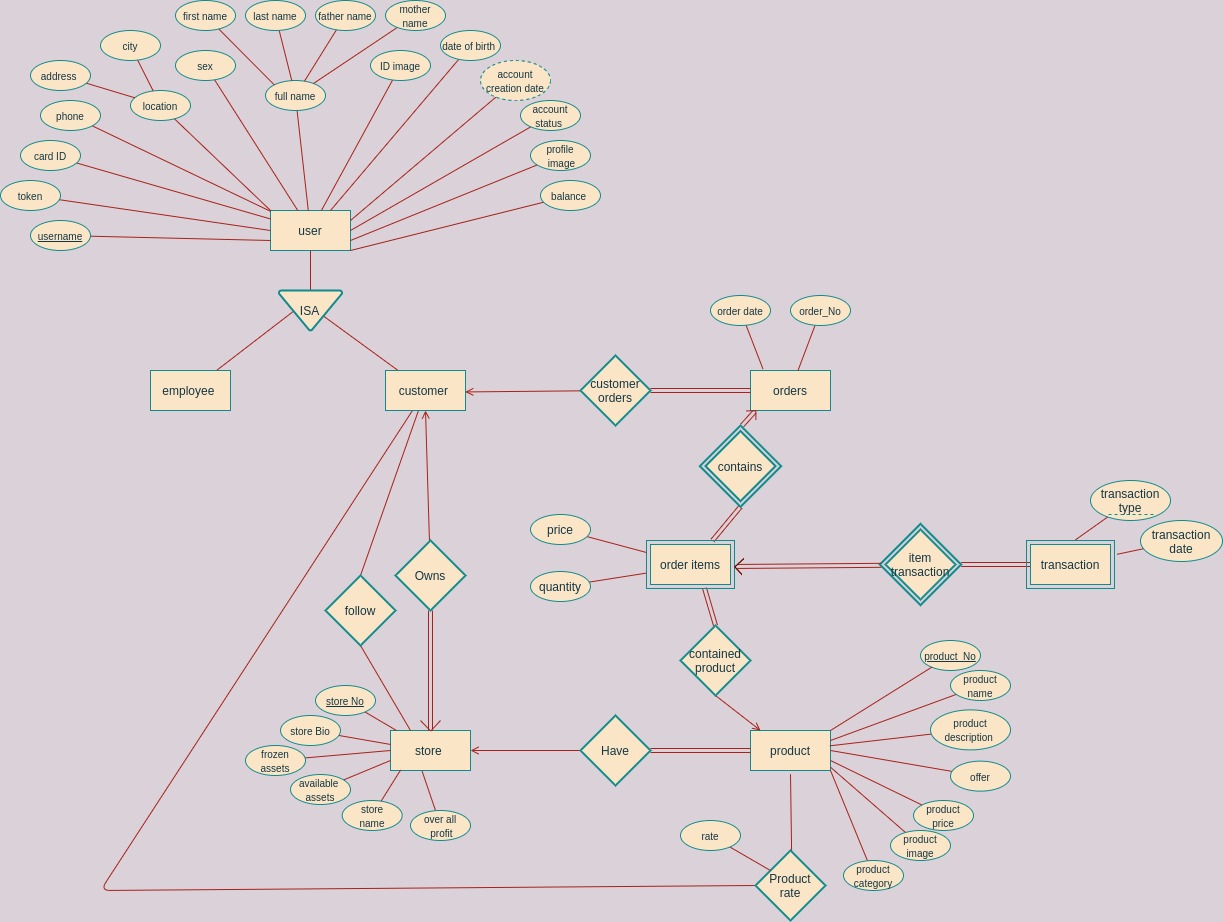 first name
last name
father name
mother
name
city
sex
date of birth
ID image
address
location
full name
account
creation date
phone
account
status
card ID
profile
image
token
balance
username
user
ISA
order date
order_No
employee
customer
customer
orders
orders
contains
transaction
type
transaction
date
price
quantity
order items
item
transaction
transaction
Owns
follow
contained
product
product_No
product
name
product
description
store No
store Bio
frozen
assets
available
assets
store
name
over all
profit
store
Have
product
offer
product
price
product
image
product
category
rate
Product
rate